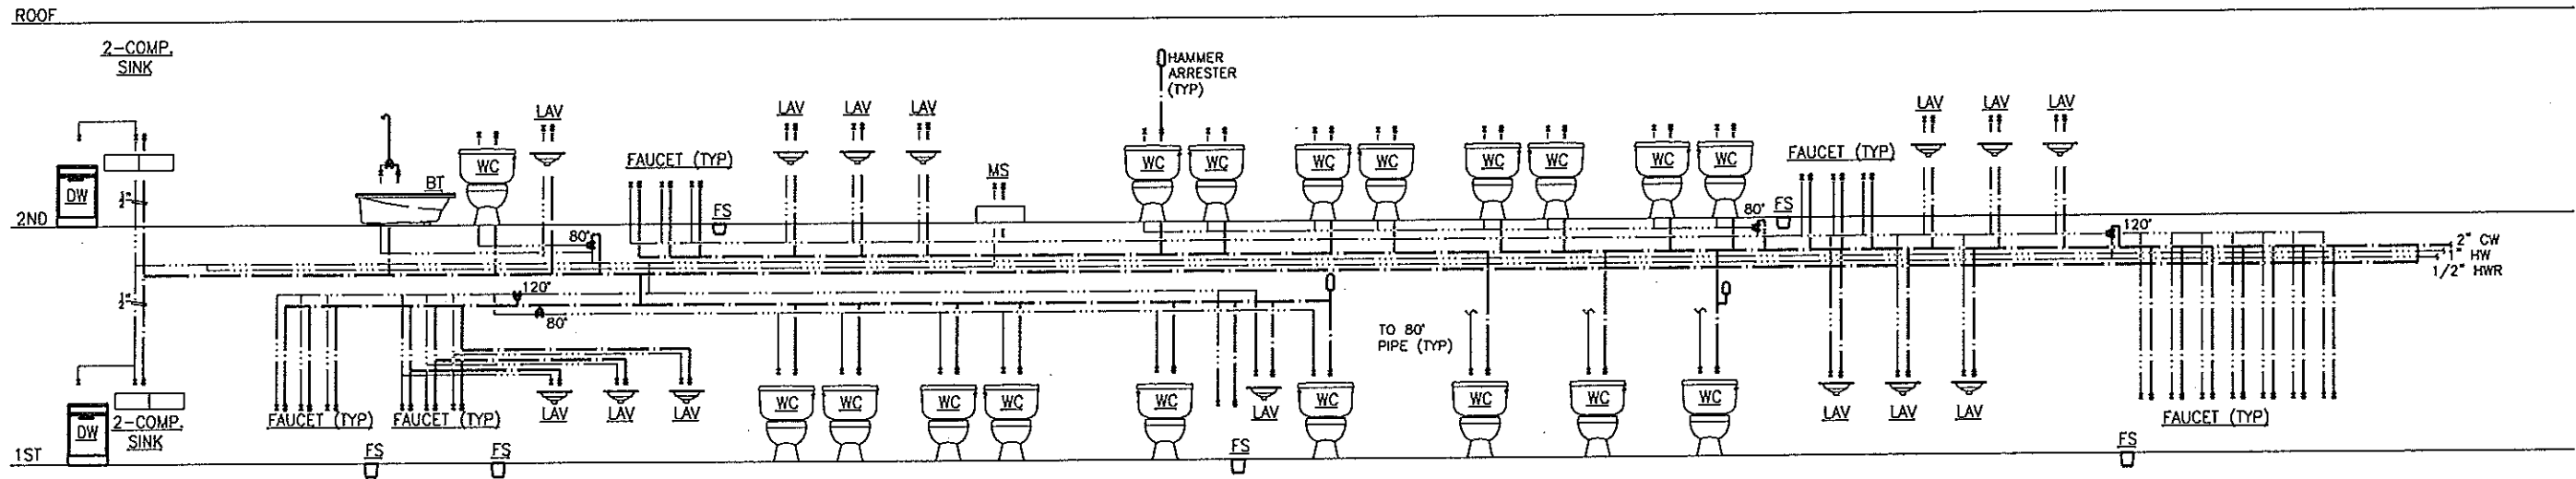 ROOF
2-COMP.
SINK
HAMMER
ARRESTER
(TYP)
LAV
LAV
LAV
LAV
LAV
LAV
LAV
FAUCET (TYP)
FAUCET (TYP)
WC
WC
WC
WC
WC
WC
WC
WC
WC
DW
BT
MS
2ND
FS
FS
80°
80°
120°
2" CW
1" HW
1/2" HWR
120°
80°
TO 80°
PIPE (TYP)
FAUCET (TYP)
FAUCET (TYP)
LAV
LAV
LAV
WC
WC
WC
WC
WC
LAV
WC
WC
WC
WC
LAV
LAV
LAV
FAUCET (TYP)
DW
2-COMP.
SINK
1ST
FS
FS
FS
FS